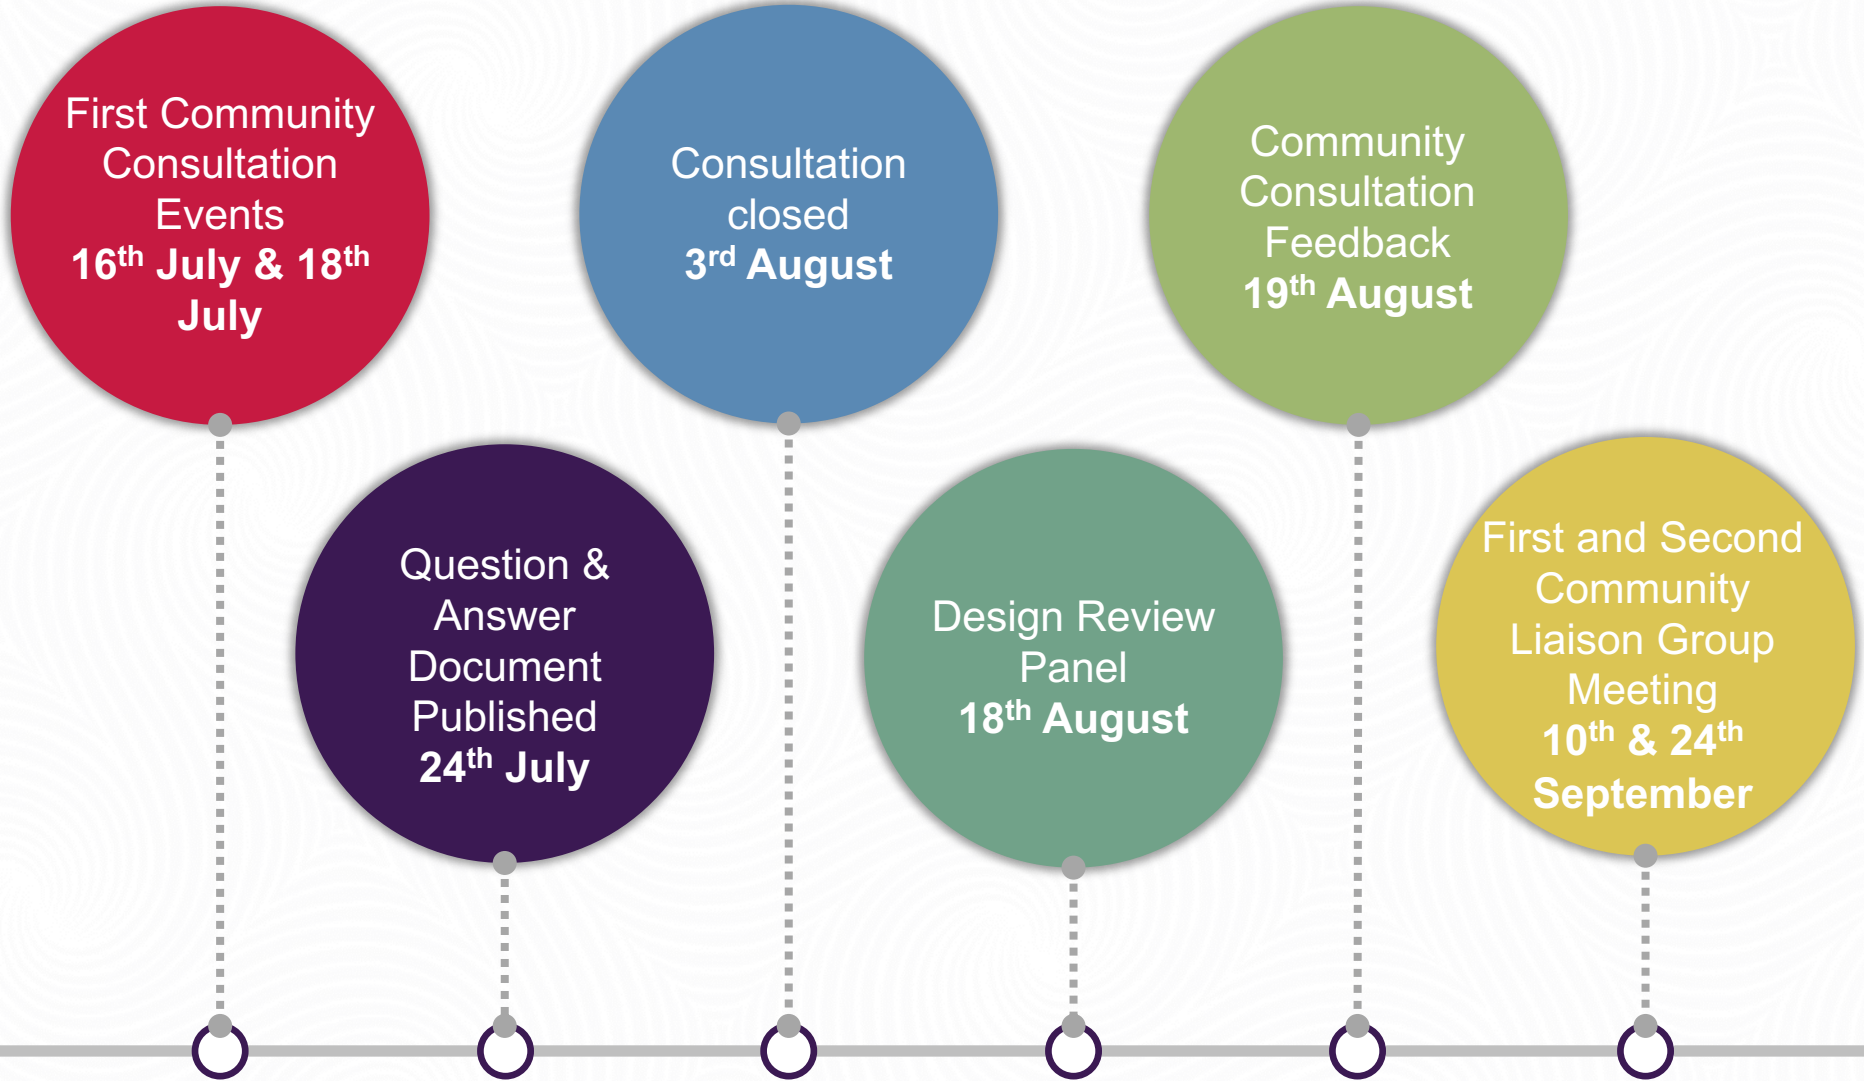 First Community
Consultation
Events
16th July & 18th
July
Question &
Answer
Document
Published
24th July
Consultation
closed
3rd August
Design Review
Panel
18th August
Community
Consultation
Feedback
19th August
First and Second
Community
Liaison Group
Meeting
10th & 24th
September